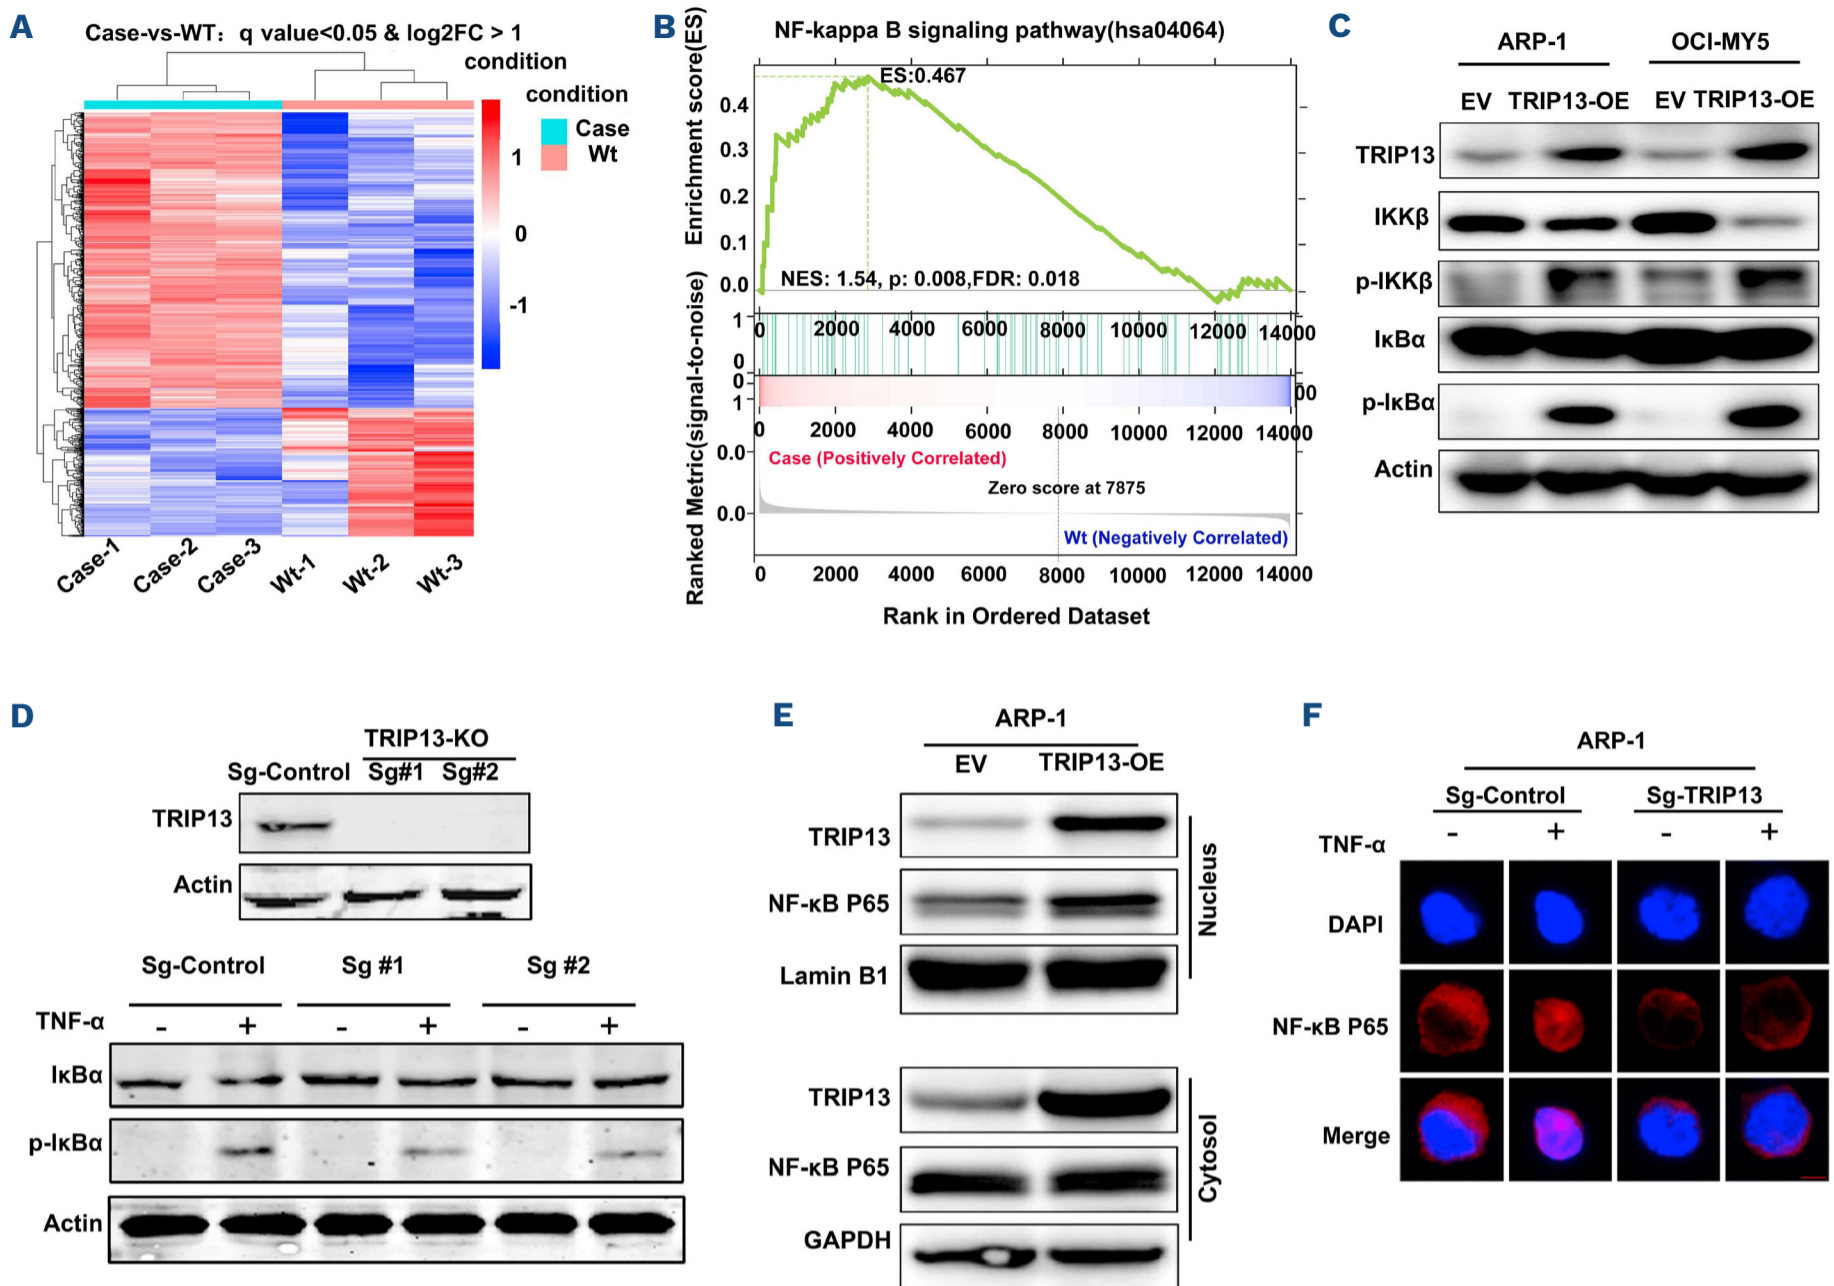 A
Case-vs-WT: q value<0.05 & log2FC > 1
condition
condition
Case
Wt
1
0
-1
Case-1
Case-2
Case-3
Wt-1
Wt-2
Wt-3
B
NF-kappa B signaling pathway(hsa04064)
Enrichment score(ES)
ES:0.467
0.4
0.3
0.2
0.1
0.0
NES: 1.54, p: 0.008,FDR: 0.018
1
0
0 2000 4000 6000 8000 10000 12000 14000
0
1
00
0 2000 4000 6000 8000 10000 12000 14000
Ranked Metric(signal-to-noise)
0.0
Case (Positively Correlated)
Zero score at 7875
0.0
Wt (Negatively Correlated)
0 2000 4000 6000 8000 10000 12000 14000
Rank in Ordered Dataset
C
ARP-1 OCI-MY5
EV TRIP13-OE EV TRIP13-OE
TRIP13
IKKβ
p-IKKβ
IκBα
p-IκBα
Actin
D
TRIP13-KO
Sg-Control Sg#1 Sg#2
TRIP13
Actin
Sg-Control Sg #1 Sg #2
TNF-α - + - + - +
IκBα
p-IκBα
Actin
E
ARP-1
EV TRIP13-OE
TRIP13
NF-κB P65
Lamin B1
Nucleus
TRIP13
NF-κB P65
GAPDH
Cytosol
F
ARP-1
Sg-Control Sg-TRIP13
TNF-α - + - +
DAPI
NF-κB P65
Merge